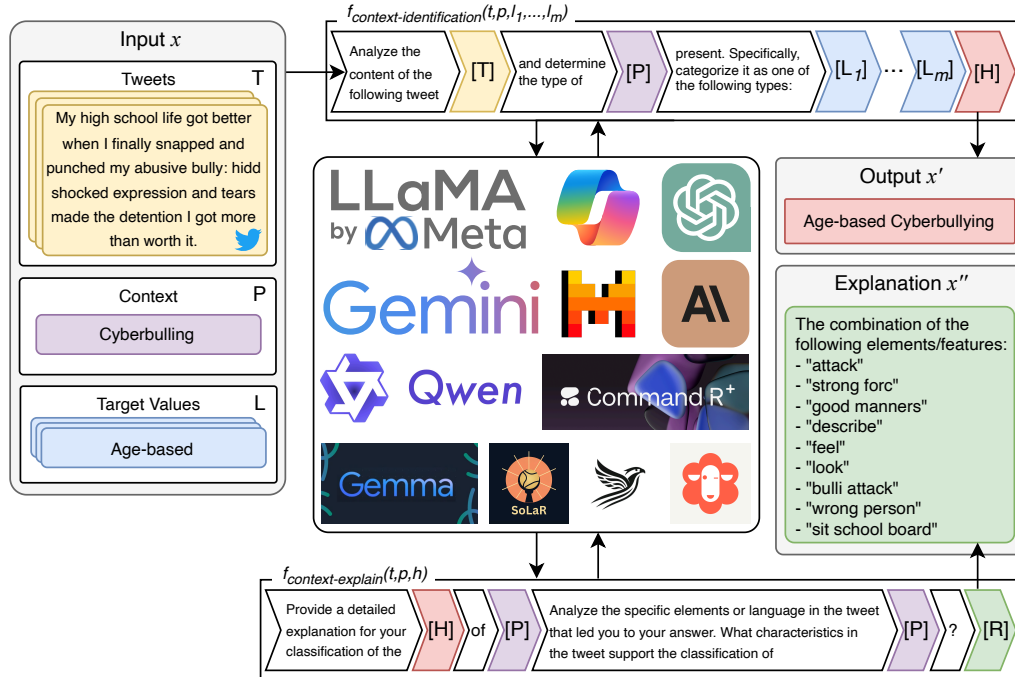 f_context-identification(t,p,l_1,...,l_m)
Input x
Tweets T
My high school life got better
when I finally snapped and
punched my abusive bully: hidd
shocked expression and tears
made the detention I got more
than worth it.
Context P
Cyberbulling
Target Values L
Age-based
Analyze the
content of the
following tweet
[T]
and determine
the type of
[P]
present. Specifically,
categorize it as one of
the following types:
[L_1]
...
[L_m]
[H]
LLaMA
by Meta
Gemini
AI
Qwen
Command R+
Gemma
SoLaR
Output x′
Age-based Cyberbullying
Explanation x′′
The combination of the
following elements/features:
- "attack"
- "strong forc"
- "good manners"
- "describe"
- "feel"
- "look"
- "bulli attack"
- "wrong person"
- "sit school board"
f_context-explain(t,p,h)
Provide a detailed
explanation for your
classification of the
[H]
of
[P]
Analyze the specific elements or language in the tweet
that led you to your answer. What characteristics in
the tweet support the classification of
[P]
?
[R]